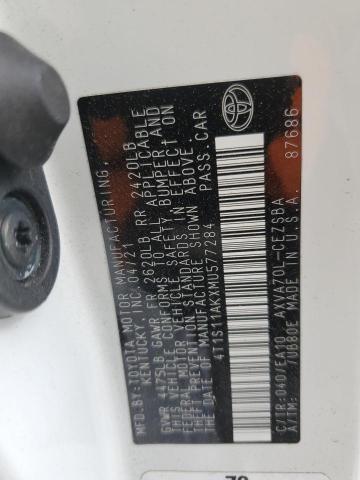 MFD.BY:TOYOTA MOTOR MANUFACTURING,
KENTUCKY, INC. 04/21
GVWR 4475LB GAWR FR 2620LB RR 2420LB
THIS VEHICLE CONFORMS TO ALL APPLICABLE
FEDERAL MOTOR VEHICLE SAFETY, BUMPER, AND
THEFT PREVENTION STANDARDS IN EFFECT ON
THE DATE OF MANUFACTURE SHOWN ABOVE.
4T1S11AKXMU577284 PASS.CAR
C/TR:040/EA10 AXVA70L-CEZSBA
A/TM: /UB80E MADE IN U.S.A. 87686